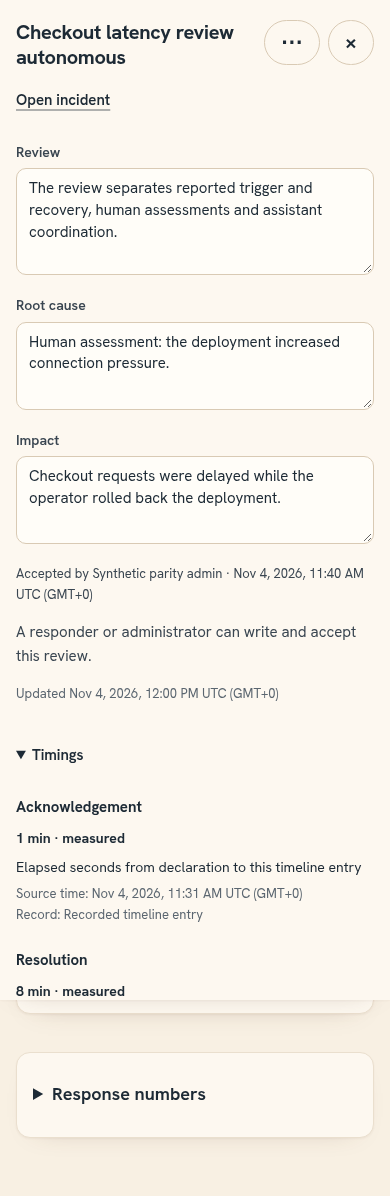 Checkout latency review
autonomous
...
×
Open incident
Review
The review separates reported trigger and
recovery, human assessments and assistant
coordination.
Root cause
Human assessment: the deployment increased
connection pressure.
Impact
Checkout requests were delayed while the
operator rolled back the deployment.
Accepted by Synthetic parity admin · Nov 4, 2026, 11:40 AM
UTC (GMT+0)
A responder or administrator can write and accept
this review.
Updated Nov 4, 2026, 12:00 PM UTC (GMT+0)
Timings
Acknowledgement
1 min · measured
Elapsed seconds from declaration to this timeline entry
Source time: Nov 4, 2026, 11:31 AM UTC (GMT+0)
Record: Recorded timeline entry
Resolution
8 min · measured
Response numbers